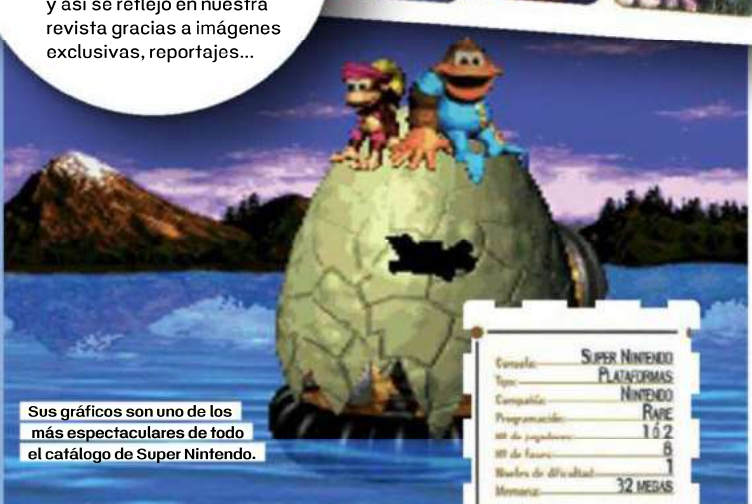 y así se reflejó en nuestra
revista gracias a imágenes
exclusivas, reportajes...
Sus gráficos son uno de los
más espectaculares de todo
el catálogo de Super Nintendo.
Consola: SUPER NINTENDO
Tipo: PLATAFORMAS
Compañía: NINTENDO
Programación: RARE
Nº de jugadores: 1 ó 2
Nº de fases: 8
Niveles de dificultad: 1
Memoria: 32 MEGAS